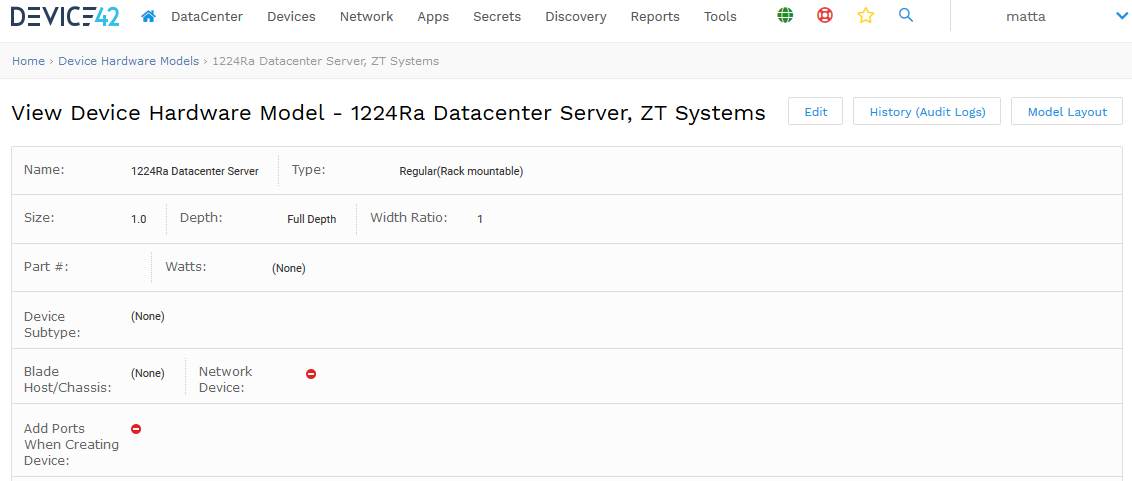 DEVICE42 DataCenter Devices Network Apps Secrets Discovery Reports Tools matta
Home › Device Hardware Models › 1224Ra Datacenter Server, ZT Systems
View Device Hardware Model - 1224Ra Datacenter Server, ZT Systems Edit History (Audit Logs) Model Layout
Name: 1224Ra Datacenter Server Type: Regular(Rack mountable)
Size: 1.0 Depth: Full Depth Width Ratio: 1
Part #: Watts: (None)
Device
Subtype: (None)
Blade
Host/Chassis: (None) Network
Device:
Add Ports
When Creating
Device: